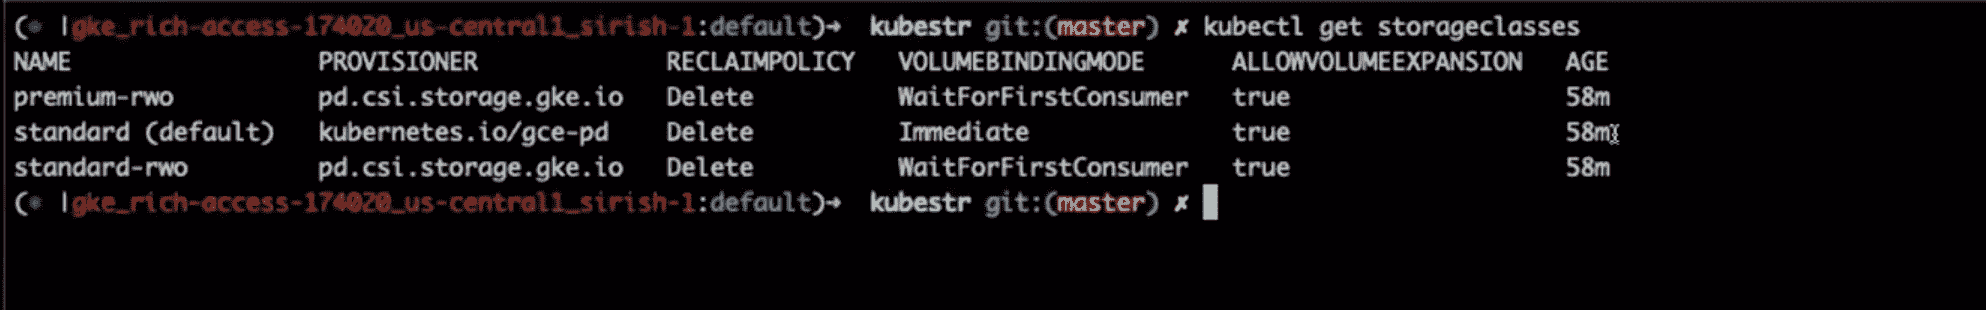 (● |gke_rich-access-174020_us-central1_sirish-1:default)→ kubestr git:(master) ✗ kubectl get storageclasses
NAME PROVISIONER RECLAIMPOLICY VOLUMEBINDINGMODE ALLOWVOLUMEEXPANSION AGE
premium-rwo pd.csi.storage.gke.io Delete WaitForFirstConsumer true 58m
standard (default) kubernetes.io/gce-pd Delete Immediate true 58m
standard-rwo pd.csi.storage.gke.io Delete WaitForFirstConsumer true 58m
(● |gke_rich-access-174020_us-central1_sirish-1:default)→ kubestr git:(master) ✗